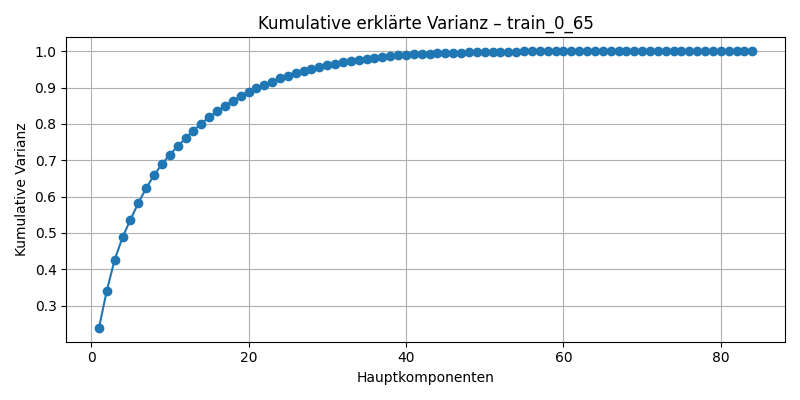 Kumulative erklärte Varianz – train_0_65
Kumulative Varianz
1.0
0.9
0.8
0.7
0.6
0.5
0.4
0.3
0 20 40 60 80
Hauptkomponenten